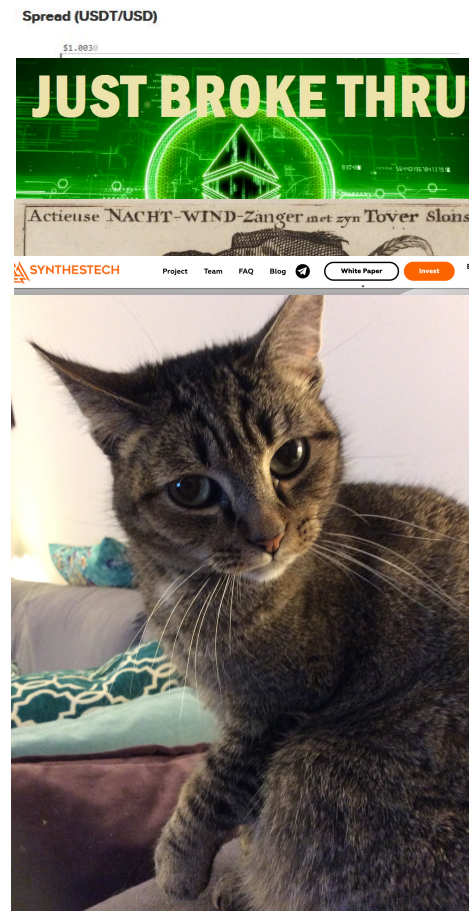 Spread (USDT/USD)
$1.0030
JUST BROKE THRU
Actieuse NACHT-WIND-Zanger met zyn Tover Slons
SYNTHESTECH Project Team FAQ Blog White Paper Invest